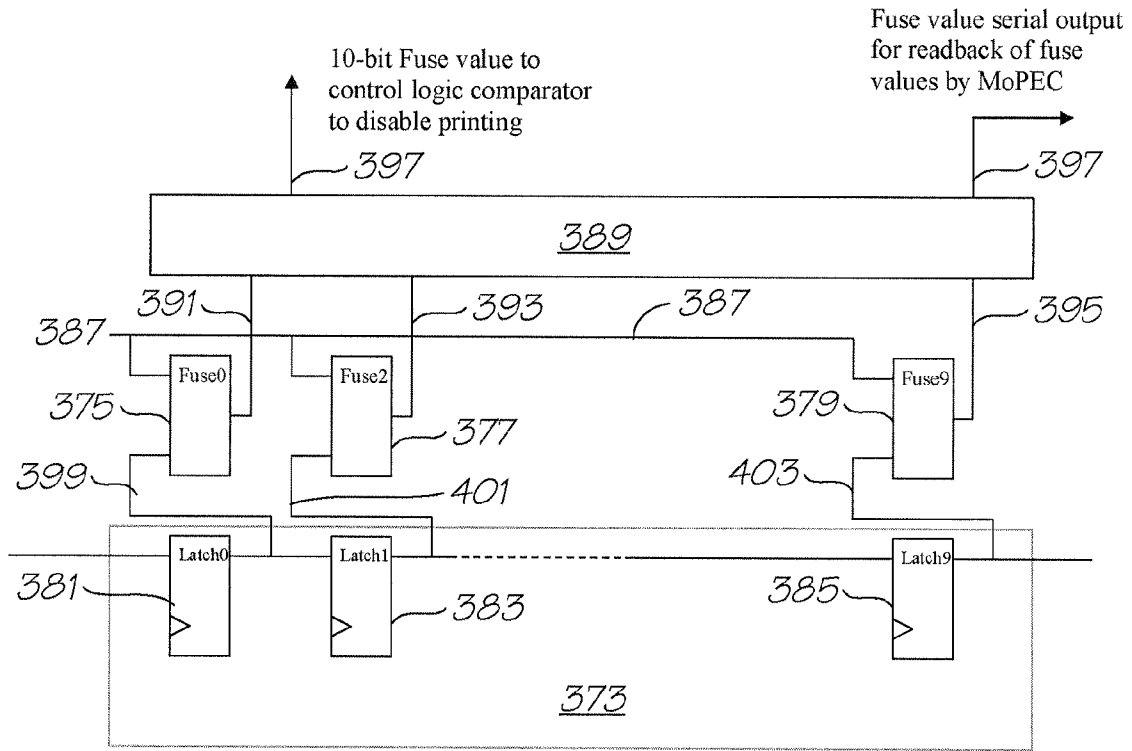 Fuse value serial output
for readback of fuse
values by MoPEC
10-bit Fuse value to
control logic comparator
to disable printing
397
397
389
391
393
387
395
387
Fuse0
Fuse2
Fuse9
375
377
379
399
401
403
Latch0
Latch1
Latch9
381
383
385
373